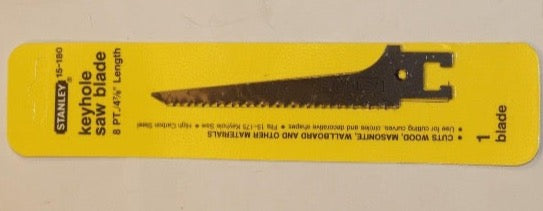 STANLEY® 15-180
keyhole
saw blade
8 PT./4⅞" Length
• CUTS WOOD, MASONITE, WALLBOARD AND OTHER MATERIALS
• Use for cutting curves, circles and decorative shapes. • Fits 15-175 Keyhole Saw • High Carbon Steel
1
blade